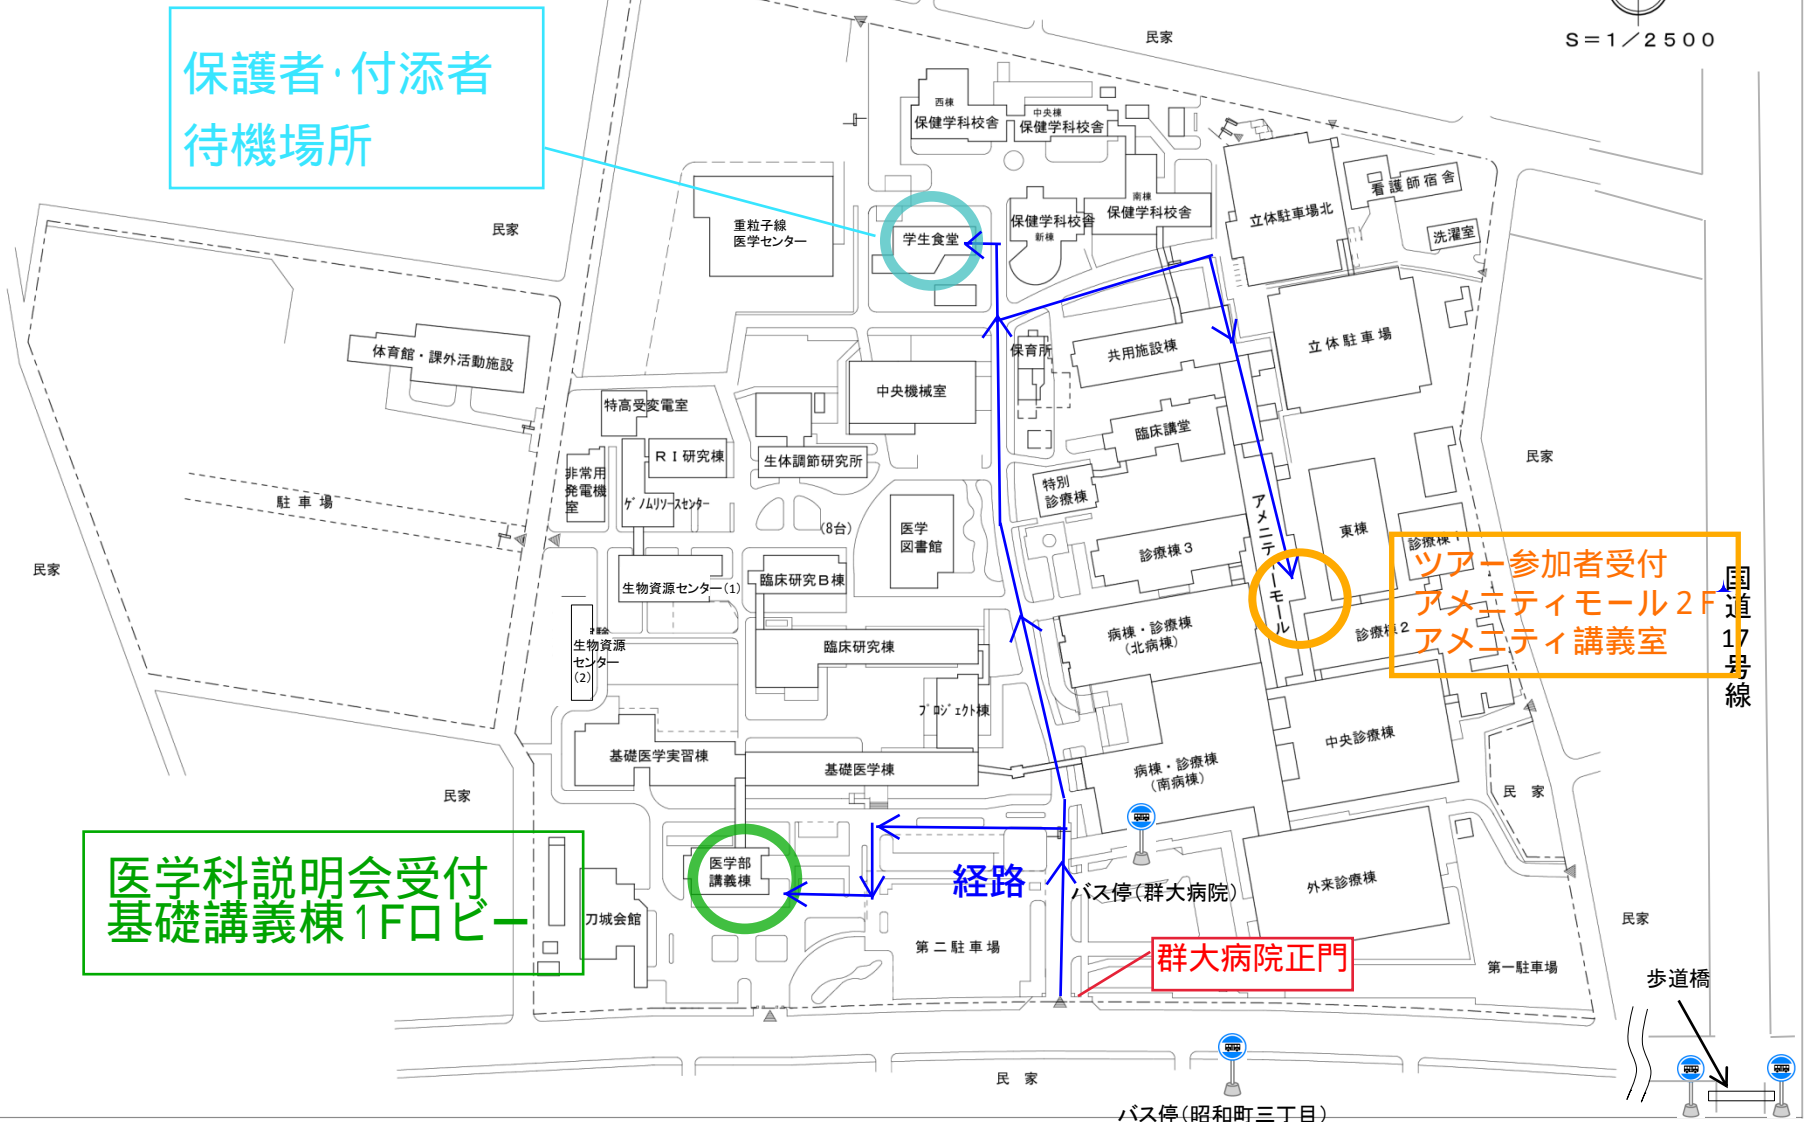 S＝1／2500
民家
保護者・付添者
待機場所
西棟
保健学科校舎
中央棟
保健学科校舎
南棟
保健学科校舎
保健学科校舎
新棟
立体駐車場北
看護師宿舎
洗濯室
民家
重粒子線
医学センター
学生食堂
体育館・課外活動施設
保育所
共用施設棟
立体駐車場
中央機械室
特高受変電室
ＲＩ研究棟
生体調節研究所
臨床講堂
民家
非常用
発電機
室
ゲノムリソースセンター
駐車場
(8台)
医学
図書館
特別
診療棟
アメニティーモール
東棟
診療棟1
診療棟３
民家
生物資源センター(1)
臨床研究Ｂ棟
ツアー参加者受付
アメニティモール２F
アメニティ講義室
国道17号線
病棟・診療棟
(北病棟)
診療棟２
臨床研究棟
生物資源
センター
(2)
プロジェクト棟
基礎医学実習棟
基礎医学棟
病棟・診療棟
(南病棟)
中央診療棟
民家
民家
医学科説明会受付
基礎講義棟1Fロビー
医学部
講義棟
経路
バス停(群大病院)
外来診療棟
刀城会館
第二駐車場
群大病院正門
第一駐車場
民家
歩道橋
民家
バス停(昭和町三丁目)